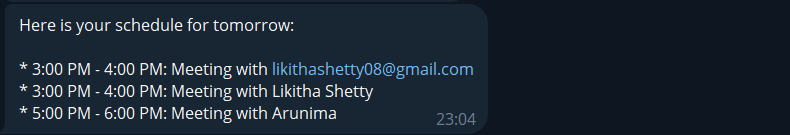 Here is your schedule for tomorrow:
* 3:00 PM - 4:00 PM: Meeting with likithashetty08@gmail.com
* 3:00 PM - 4:00 PM: Meeting with Likitha Shetty
* 5:00 PM - 6:00 PM: Meeting with Arunima
23:04